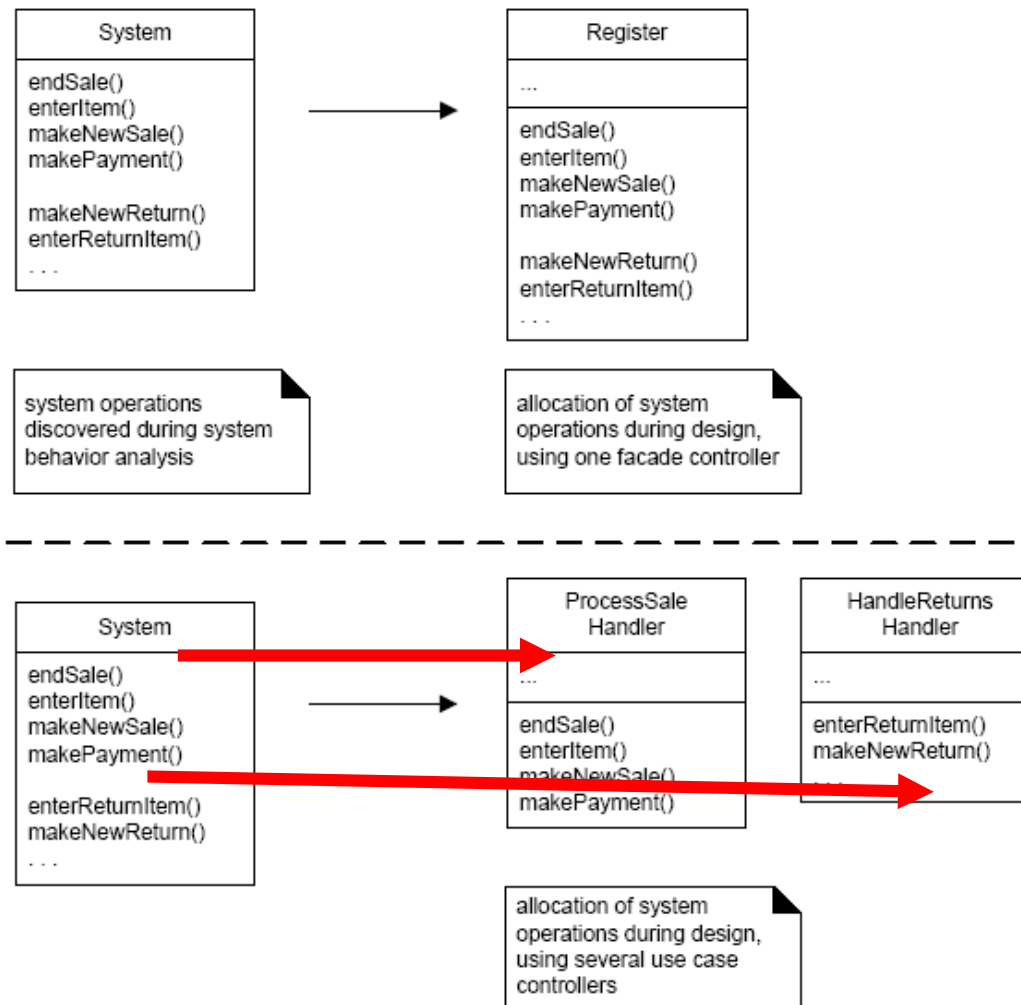 System
endSale()
enterItem()
makeNewSale()
makePayment()
makeNewReturn()
enterReturnItem()
. . .
Register
...
endSale()
enterItem()
makeNewSale()
makePayment()
makeNewReturn()
enterReturnItem()
. . .
system operations
discovered during system
behavior analysis
allocation of system
operations during design,
using one facade controller
System
endSale()
enterItem()
makeNewSale()
makePayment()
enterReturnItem()
makeNewReturn()
. . .
ProcessSale
Handler
...
endSale()
enterItem()
makeNewSale()
makePayment()
HandleReturns
Handler
...
enterReturnItem()
makeNewReturn()
. . .
allocation of system
operations during design,
using several use case
controllers